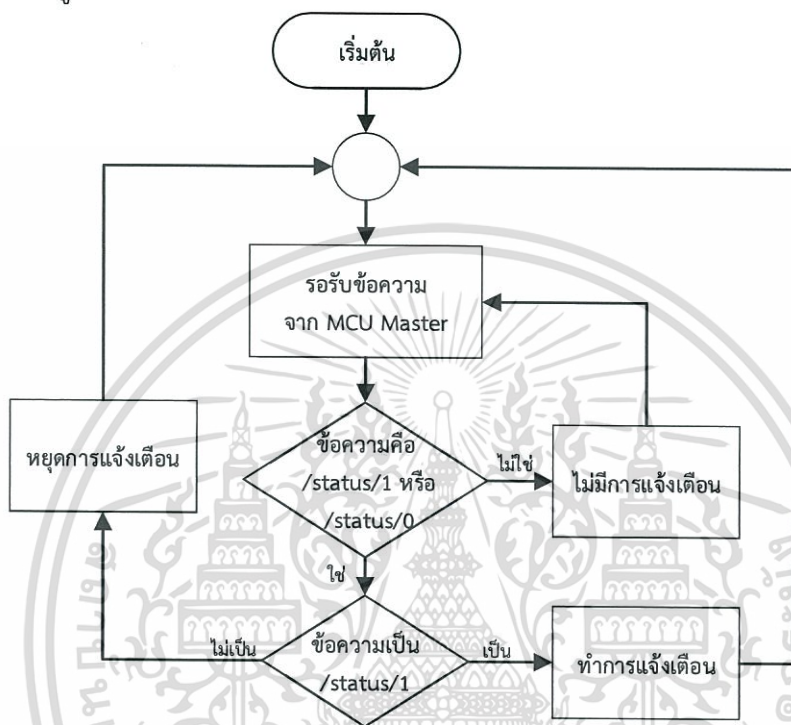 เริ่มต้น
รอรับข้อความ
จาก MCU Master
หยุดการแจ้งเตือน
ข้อความคือ
/status/1 หรือ
/status/0
ไม่ใช่
ไม่มีการแจ้งเตือน
ใช่
ไม่เป็น
ข้อความเป็น
/status/1
เป็น
ทำการแจ้งเตือน